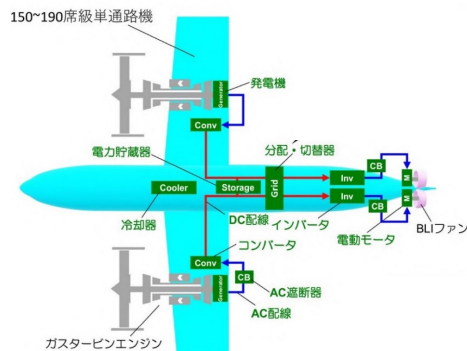 150~190席級単通路機
発電機
Generator
Conv
分配・切替器
電力貯蔵器
CB
Inv
M
Cooler
Storage
Grid
Inv
M
CB
BLIファン
冷却器
DC配線
インバータ
電動モータ
コンバータ
Conv
CB
AC遮断器
Generator
AC配線
ガスタービンエンジン